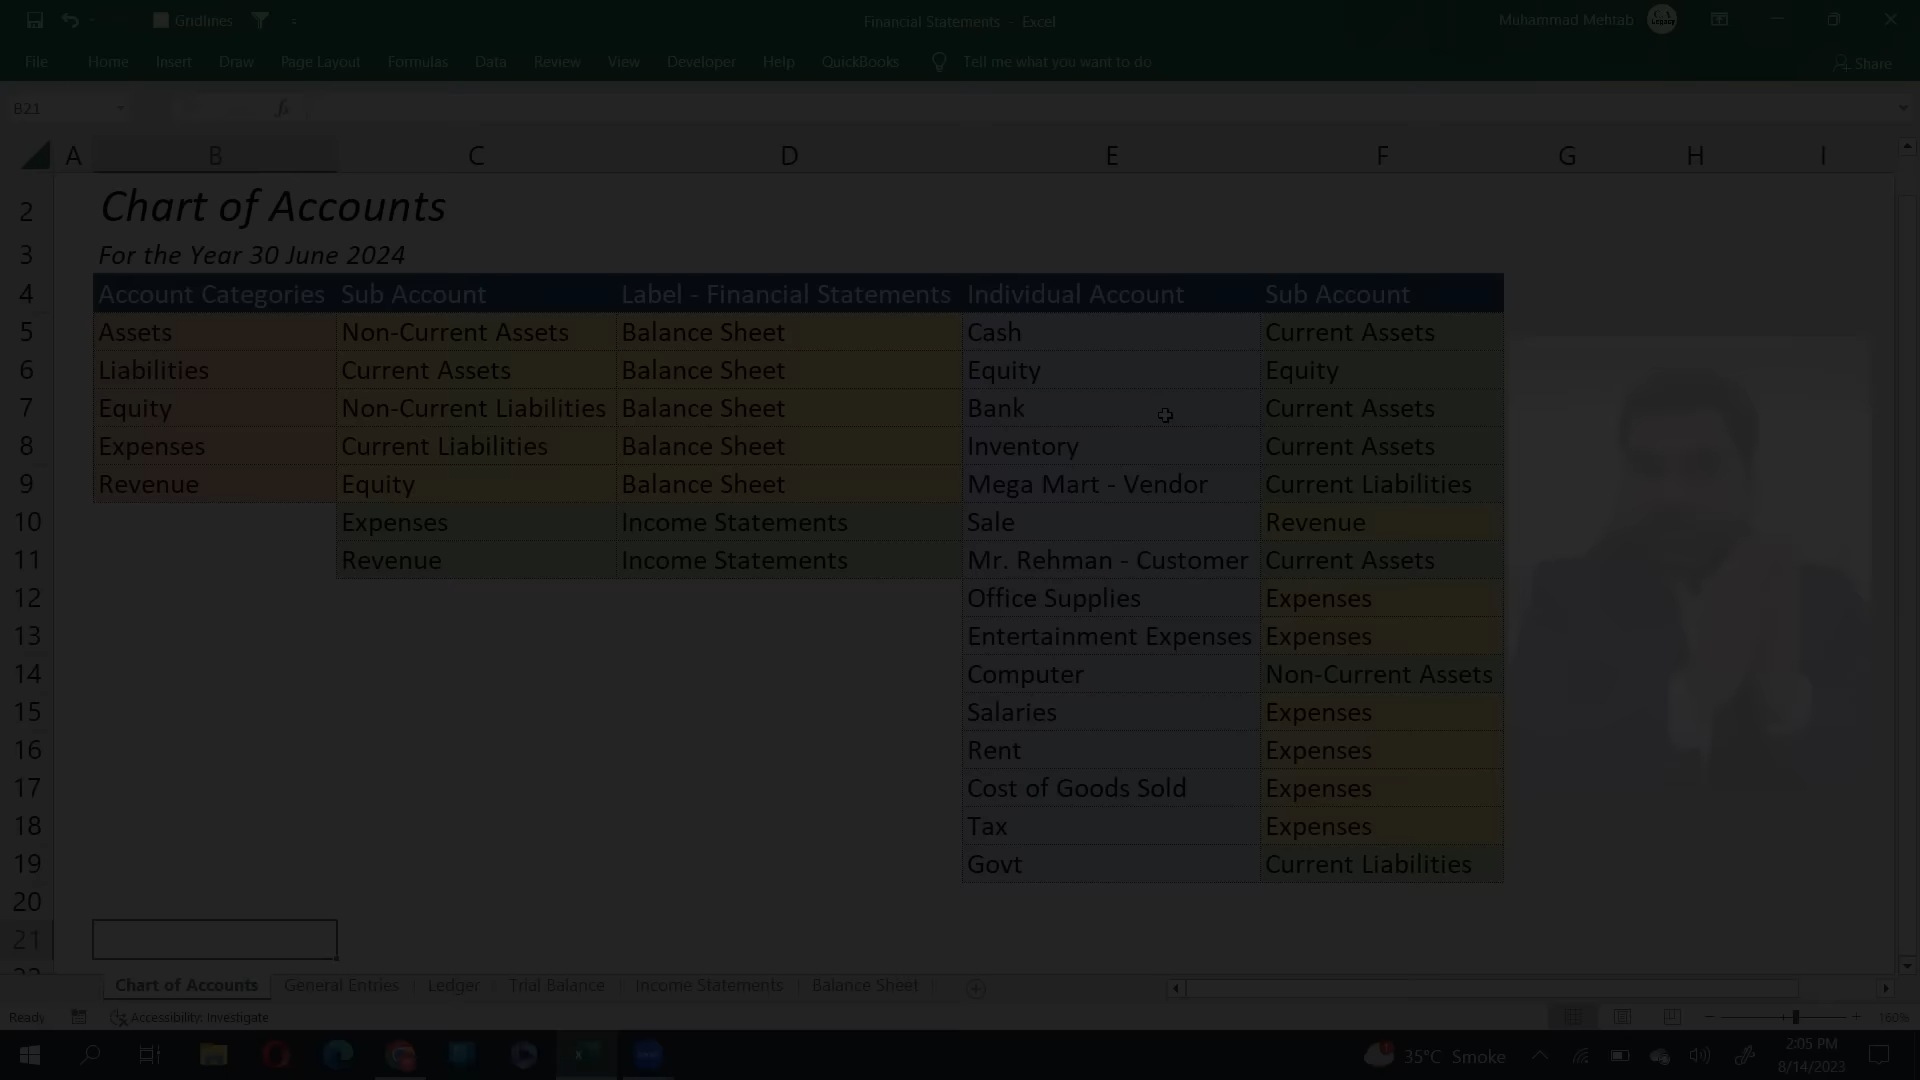 Gridlines
Financial Statements - Excel
Muhammad Mehtab
File Home Insert Draw Page Layout Formulas Data Review View Developer Help QuickBooks Tell me what you want to do Share
B21 fx
A B C D E F G H I
2 Chart of Accounts
3 For the Year 30 June 2024
4 Account Categories Sub Account Label - Financial Statements Individual Account Sub Account
5 Assets Non-Current Assets Balance Sheet Cash Current Assets
6 Liabilities Current Assets Balance Sheet Equity Equity
7 Equity Non-Current Liabilities Balance Sheet Bank Current Assets
8 Expenses Current Liabilities Balance Sheet Inventory Current Assets
9 Revenue Equity Balance Sheet Mega Mart - Vendor Current Liabilities
10 Expenses Income Statements Sale Revenue
11 Revenue Income Statements Mr. Rehman - Customer Current Assets
12 Office Supplies Expenses
13 Entertainment Expenses Expenses
14 Computer Non-Current Assets
15 Salaries Expenses
16 Rent Expenses
17 Cost of Goods Sold Expenses
18 Tax Expenses
19 Govt Current Liabilities
20
21
Chart of Accounts General Entries Ledger Trial Balance Income Statements Balance Sheet
Ready Accessibility: Investigate 160%
35°C Smoke 2:05 PM
8/14/2023